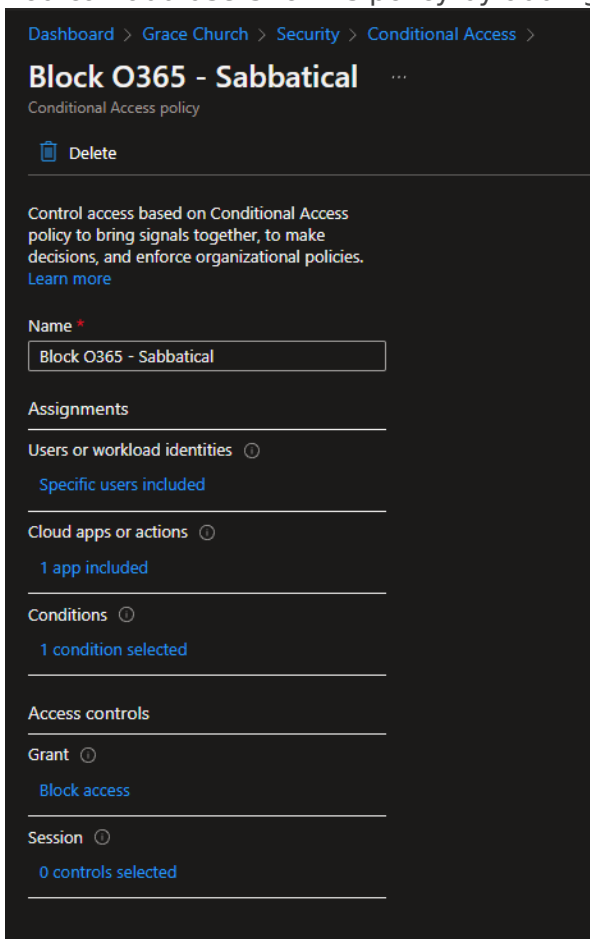 Dashboard > Grace Church > Security > Conditional Access >
Block O365 - Sabbatical ...
Conditional Access policy
Delete
Control access based on Conditional Access
policy to bring signals together, to make
decisions, and enforce organizational policies.
Learn more
Name *
Block O365 - Sabbatical
Assignments
Users or workload identities
Specific users included
Cloud apps or actions
1 app included
Conditions
1 condition selected
Access controls
Grant
Block access
Session
0 controls selected